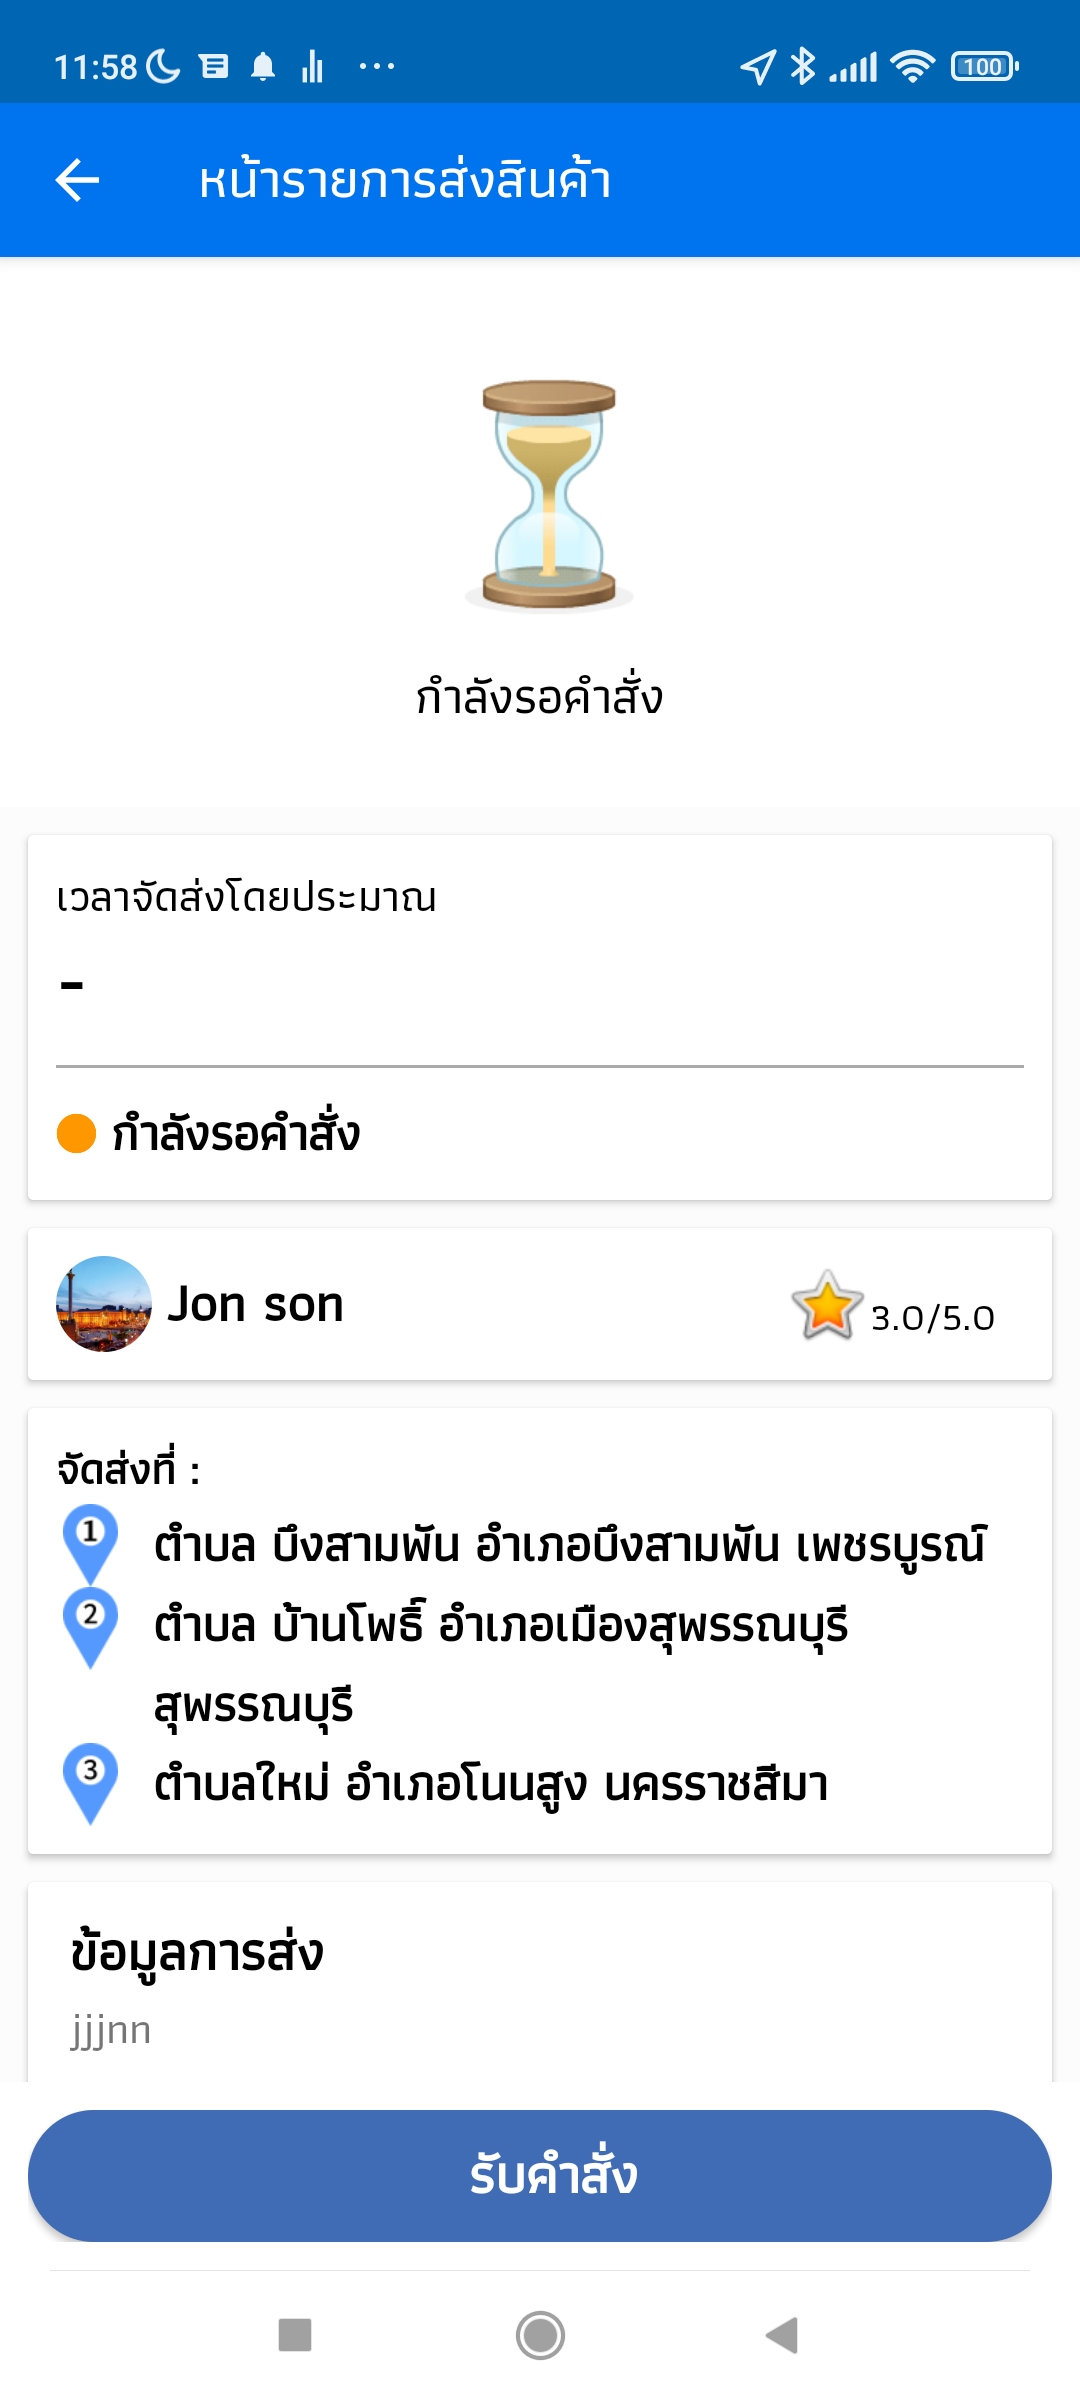 11:58
100
หน้ารายการส่งสินค้า
กำลังรอคำสั่ง
เวลาจัดส่งโดยประมาณ
-
กำลังรอคำสั่ง
Jon son
3.0/5.0
จัดส่งที่ :
1 ตำบล บึงสามพัน อำเภอบึงสามพัน เพชรบูรณ์
2 ตำบล บ้านโพธิ์ อำเภอเมืองสุพรรณบุรี
สุพรรณบุรี
3 ตำบลใหม่ อำเภอโนนสูง นครราชสีมา
ข้อมูลการส่ง
jjjnn
รับคำสั่ง